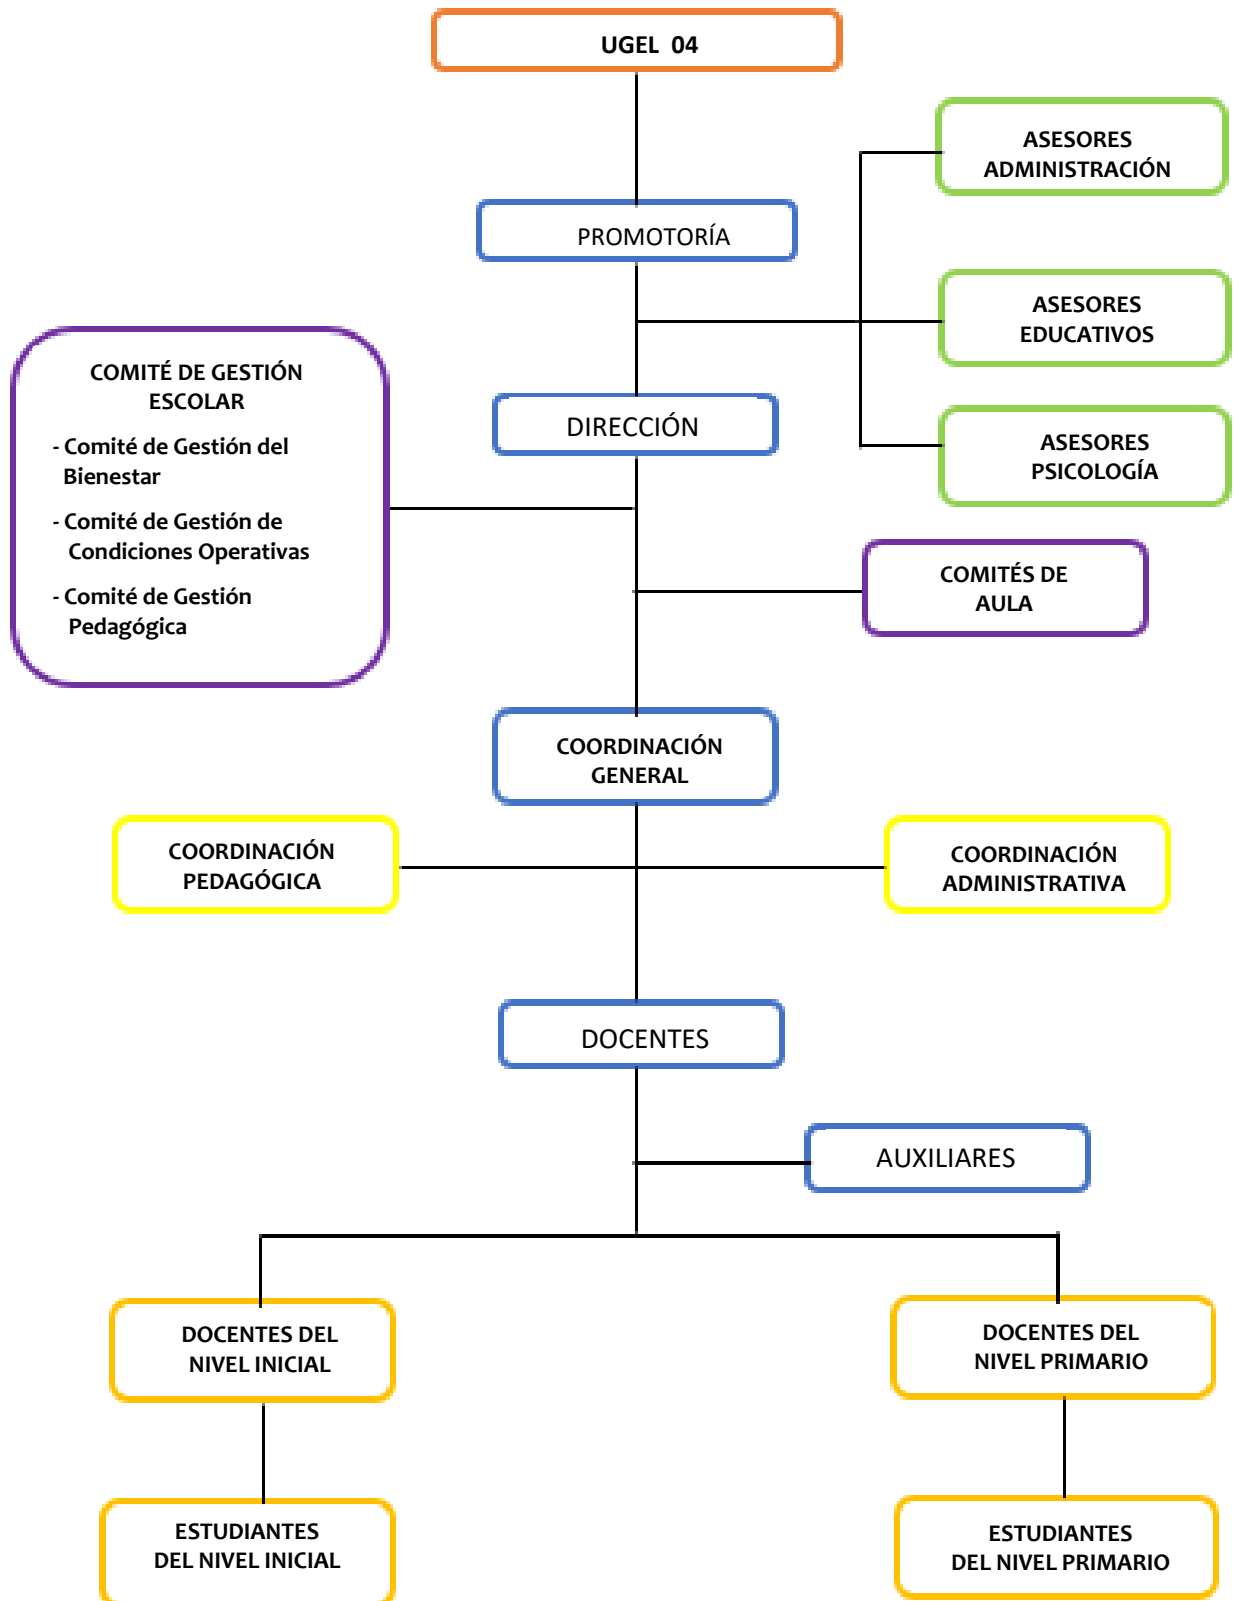 UGEL  04
ASESORES
ADMINISTRACIÓN
PROMOTORÍA
ASESORES
EDUCATIVOS
COMITÉ DE GESTIÓN
ESCOLAR
- Comité de Gestión del
Bienestar
- Comité de Gestión de
Condiciones Operativas
- Comité de Gestión
Pedagógica
DIRECCIÓN
ASESORES
PSICOLOGÍA
COMITÉS DE
AULA
COORDINACIÓN
GENERAL
COORDINACIÓN
PEDAGÓGICA
COORDINACIÓN
ADMINISTRATIVA
DOCENTES
AUXILIARES
DOCENTES DEL
NIVEL INICIAL
DOCENTES DEL
NIVEL PRIMARIO
ESTUDIANTES
DEL NIVEL INICIAL
ESTUDIANTES
DEL NIVEL PRIMARIO